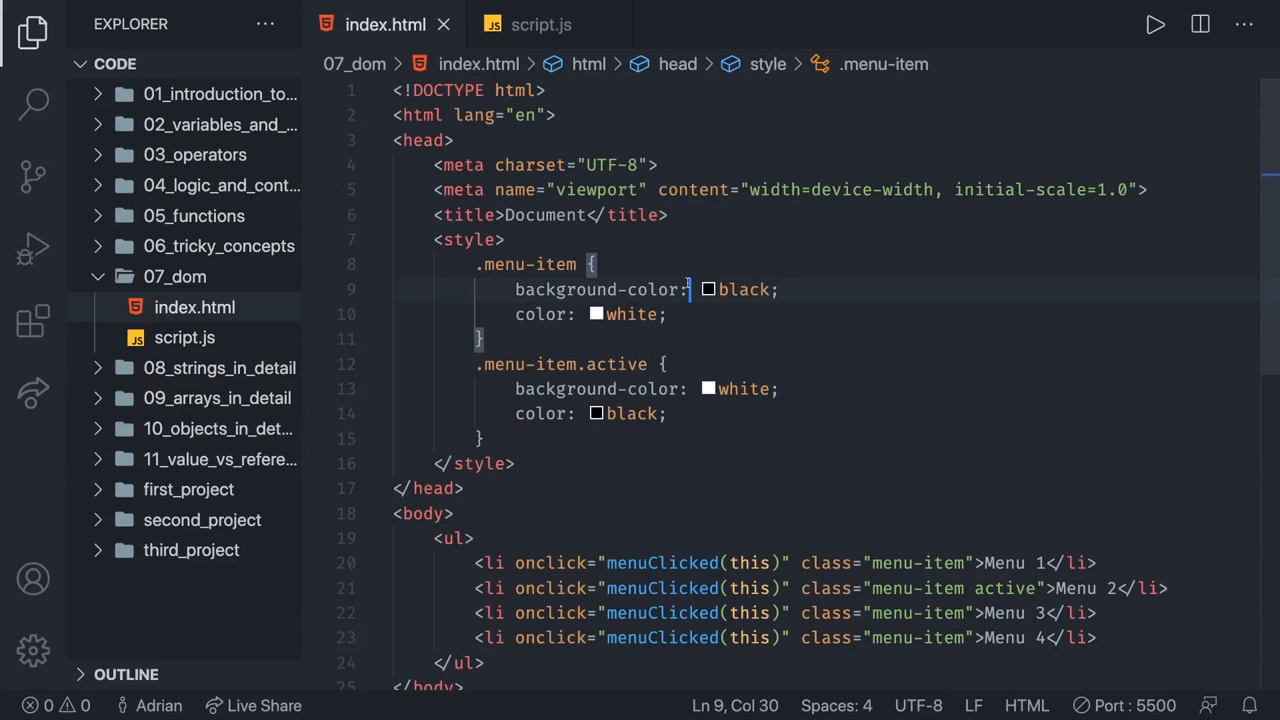 EXPLORER
index.html
JS script.js
CODE
07_dom > index.html > html > head > style > .menu-item
01_introduction_to...
02_variables_and_...
03_operators
04_logic_and_cont...
05_functions
06_tricky_concepts
07_dom
index.html
JS script.js
08_strings_in_detail
09_arrays_in_detail
10_objects_in_det...
11_value_vs_refere...
first_project
second_project
third_project
OUTLINE
1 <!DOCTYPE html>
2 <html lang="en">
3 <head>
4 <meta charset="UTF-8">
5 <meta name="viewport" content="width=device-width, initial-scale=1.0">
6 <title>Document</title>
7 <style>
8 .menu-item {
9 background-color: black;
10 color: white;
11 }
12 .menu-item.active {
13 background-color: white;
14 color: black;
15 }
16 </style>
17 </head>
18 <body>
19 <ul>
20 <li onclick="menuClicked(this)" class="menu-item">Menu 1</li>
21 <li onclick="menuClicked(this)" class="menu-item active">Menu 2</li>
22 <li onclick="menuClicked(this)" class="menu-item">Menu 3</li>
23 <li onclick="menuClicked(this)" class="menu-item">Menu 4</li>
24 </ul>
25 </body>
0 0 Adrian Live Share Ln 9, Col 30 Spaces: 4 UTF-8 LF HTML Port : 5500